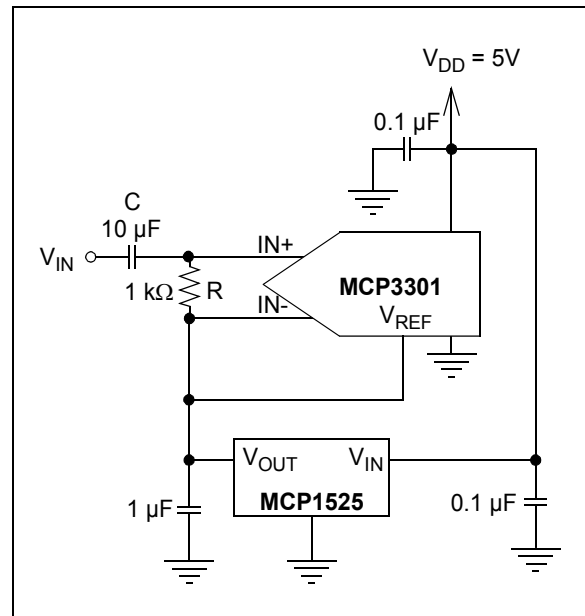 V_DD = 5V
0.1 µF
C
10 µF
V_IN
IN+
1 kΩ
R
MCP3301
IN-
V_REF
V_OUT
V_IN
MCP1525
1 µF
0.1 µF